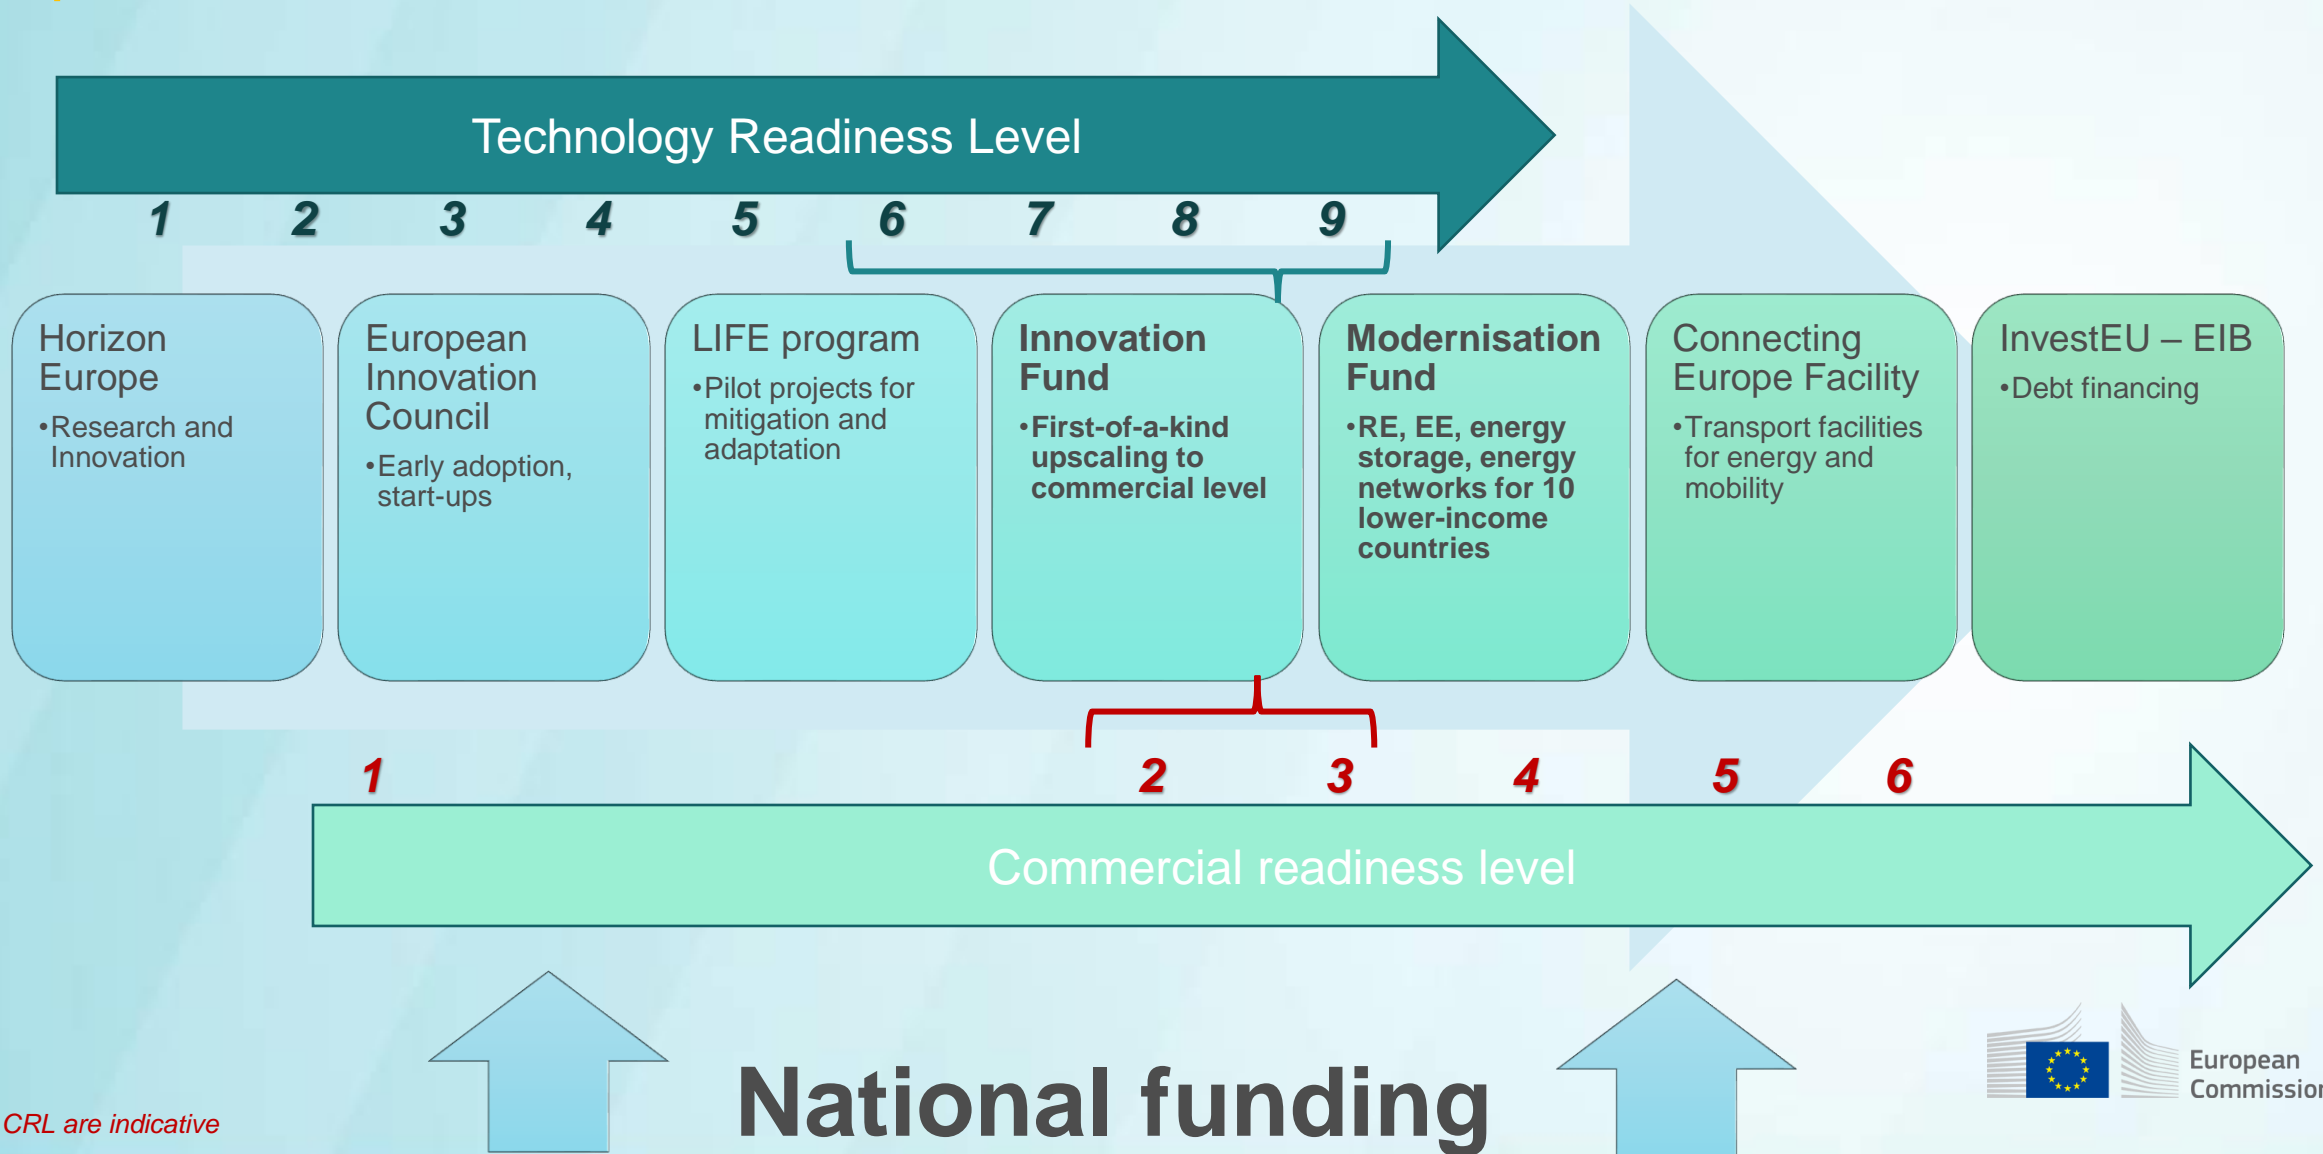 Technology Readiness Level
1 2 3 4 5 6 7 8 9
Horizon
Europe
•Research and
Innovation
European
Innovation
Council
•Early adoption,
start-ups
LIFE program
•Pilot projects for
mitigation and
adaptation
Innovation
Fund
•First-of-a-kind
upscaling to
commercial level
Modernisation
Fund
•RE, EE, energy
storage, energy
networks for 10
lower-income
countries
Connecting
Europe Facility
•Transport facilities
for energy and
mobility
InvestEU – EIB
•Debt financing
1 2 3 4 5 6
Commercial readiness level
National funding
CRL are indicative
European
Commission